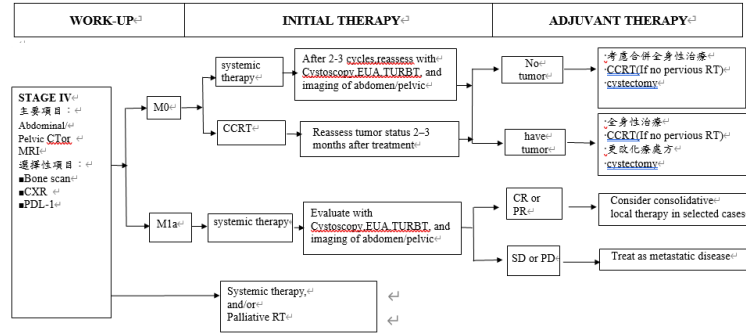 WORK-UP
INITIAL THERAPY
ADJUVANT THERAPY
STAGE IV
主要項目：
Abdominal/
Pelvic CTor
MRI
選擇性項目：
■Bone scan
■CXR
■PDL-1
M0
systemic
therapy
After 2-3 cycles,reassess with
Cystoscopy,EUA,TURBT, and
imaging of abdomen/pelvic
CCRT
Reassess tumor status 2–3
months after treatment
No
tumor
·考慮合併全身性治療
·CCRT(If no pervious RT)
·cystectomy
have
tumor
·全身性治療
·CCRT(If no pervious RT)
·更改化療處方
·cystectomy
M1a
systemic therapy
Evaluate with
Cystoscopy,EUA,TURBT, and
imaging of abdomen/pelvic
CR or
PR
Consider consolidative
local therapy in selected cases
SD or PD
Treat as metastatic disease
Systemic therapy,
and/or
Palliative RT